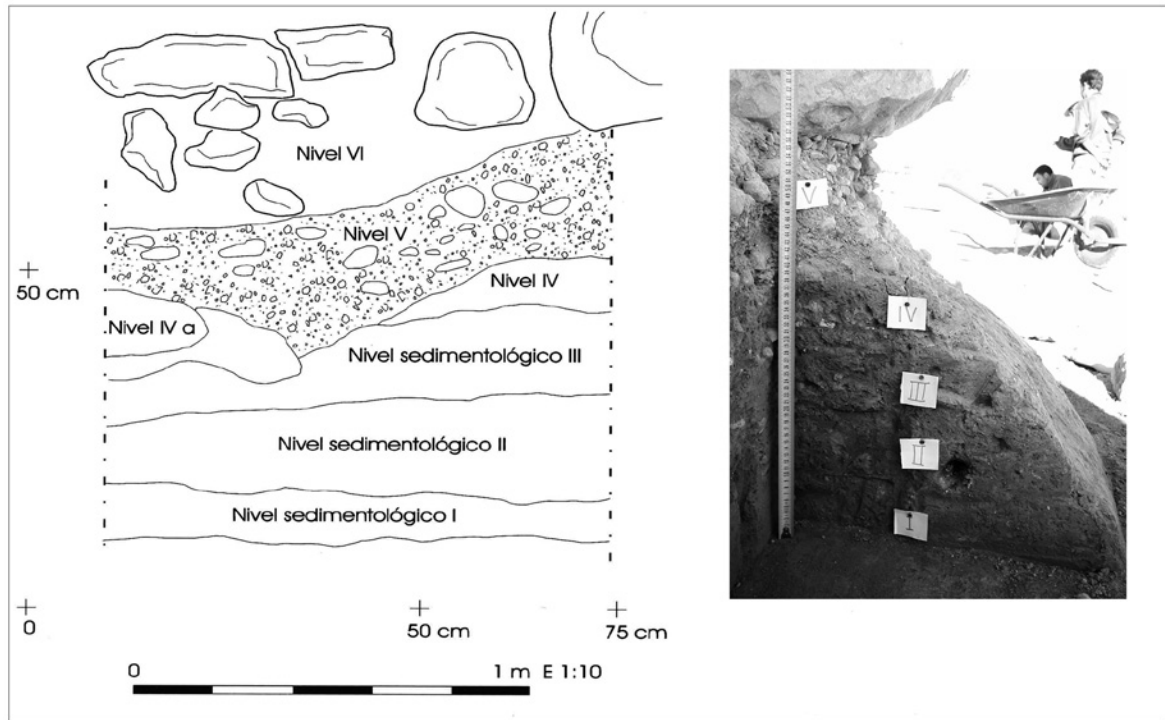 Nivel VI
Nivel V
Nivel IV
50 cm
Nivel IV a
Nivel sedimentológico III
Nivel sedimentológico II
Nivel sedimentológico I
0
50 cm
75 cm
0
1 m E 1:10
V
IV
III
II
I